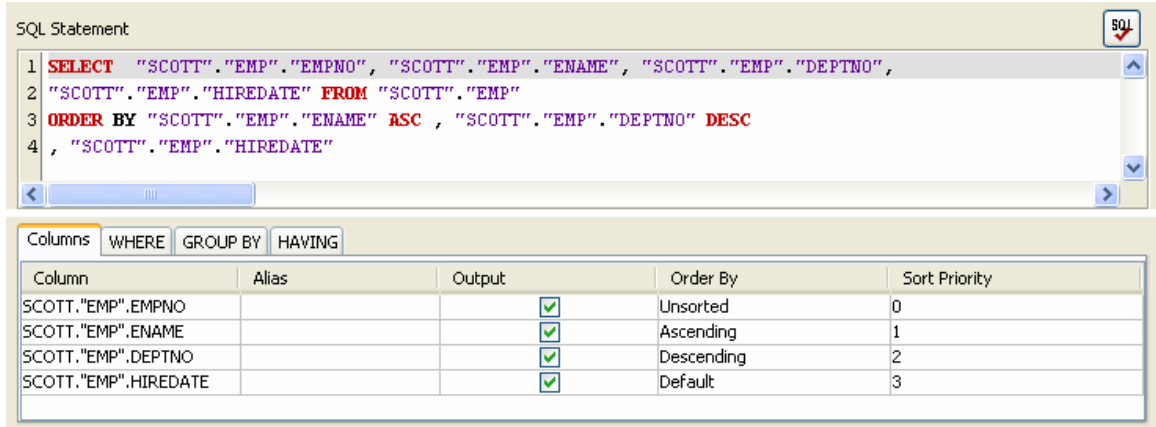 SQL Statement
SQL
1 SELECT "SCOTT"."EMP"."EMPNO", "SCOTT"."EMP"."ENAME", "SCOTT"."EMP"."DEPTNO",
2 "SCOTT"."EMP"."HIREDATE" FROM "SCOTT"."EMP"
3 ORDER BY "SCOTT"."EMP"."ENAME" ASC , "SCOTT"."EMP"."DEPTNO" DESC
4 , "SCOTT"."EMP"."HIREDATE"
Columns WHERE GROUP BY HAVING
Column Alias Output Order By Sort Priority
SCOTT."EMP".EMPNO Unsorted 0
SCOTT."EMP".ENAME Ascending 1
SCOTT."EMP".DEPTNO Descending 2
SCOTT."EMP".HIREDATE Default 3